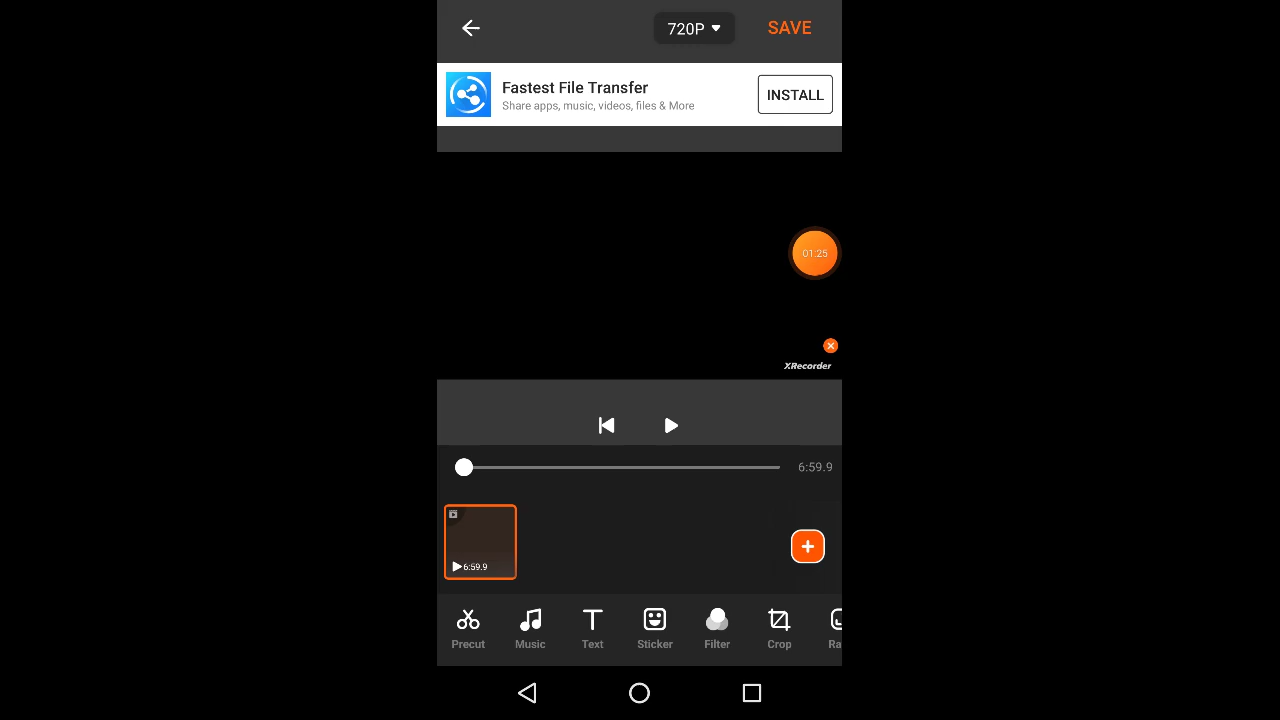 720P
SAVE
Fastest File Transfer
Share apps, music, videos, files & More
INSTALL
01:25
XRecorder
6:59.9
6:59.9
Precut
Music
Text
Sticker
Filter
Crop
Ra